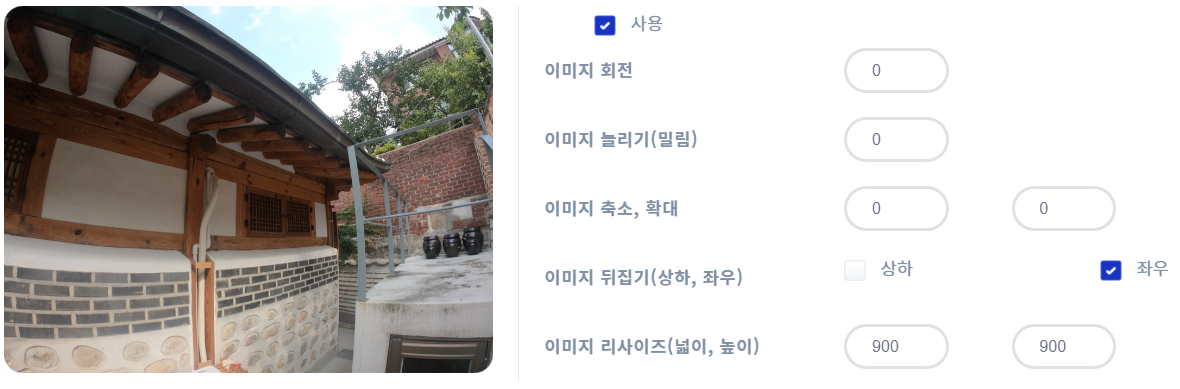 사용
이미지 회전 0
이미지 늘리기(밀림) 0
이미지 축소, 확대 0 0
이미지 뒤집기(상하, 좌우) 상하 좌우
이미지 리사이즈(넓이, 높이) 900 900